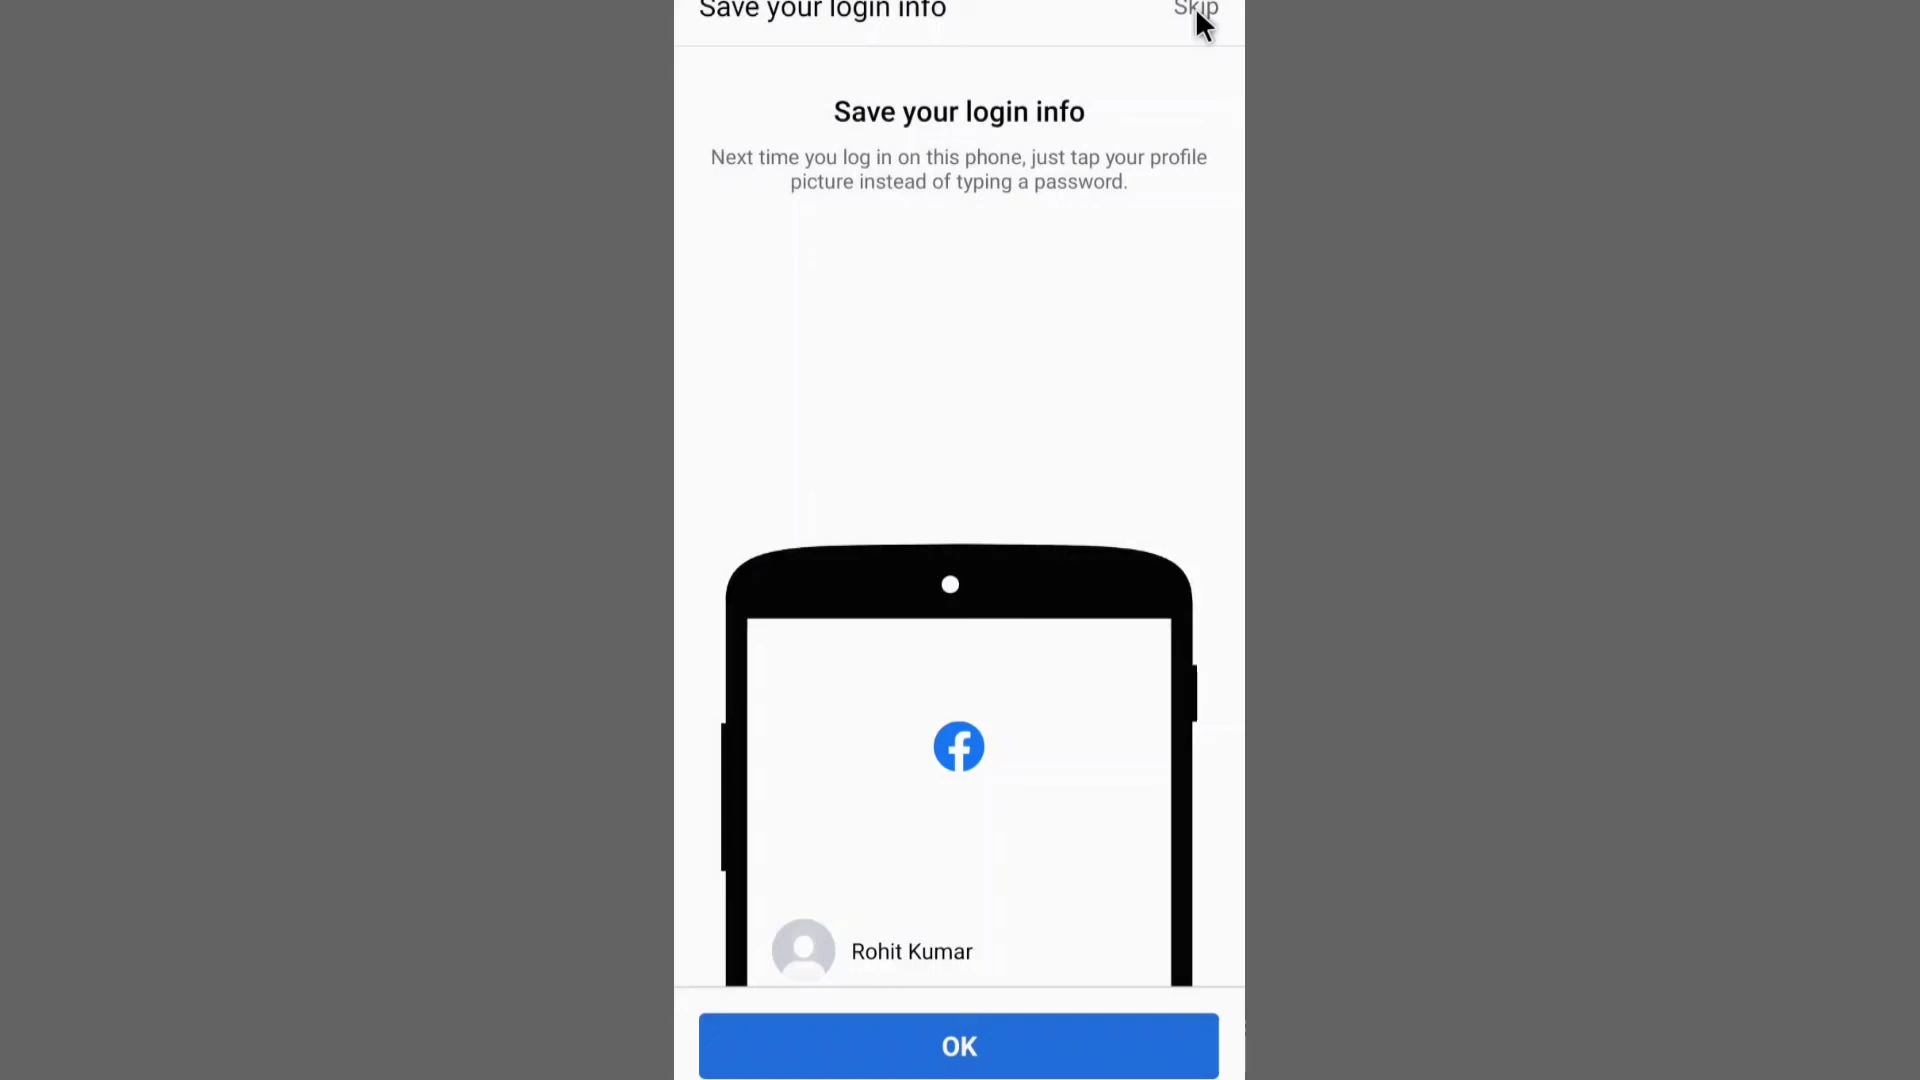 Save your login info
Skip
Save your login info
Next time you log in on this phone, just tap your profile
picture instead of typing a password.
Rohit Kumar
OK